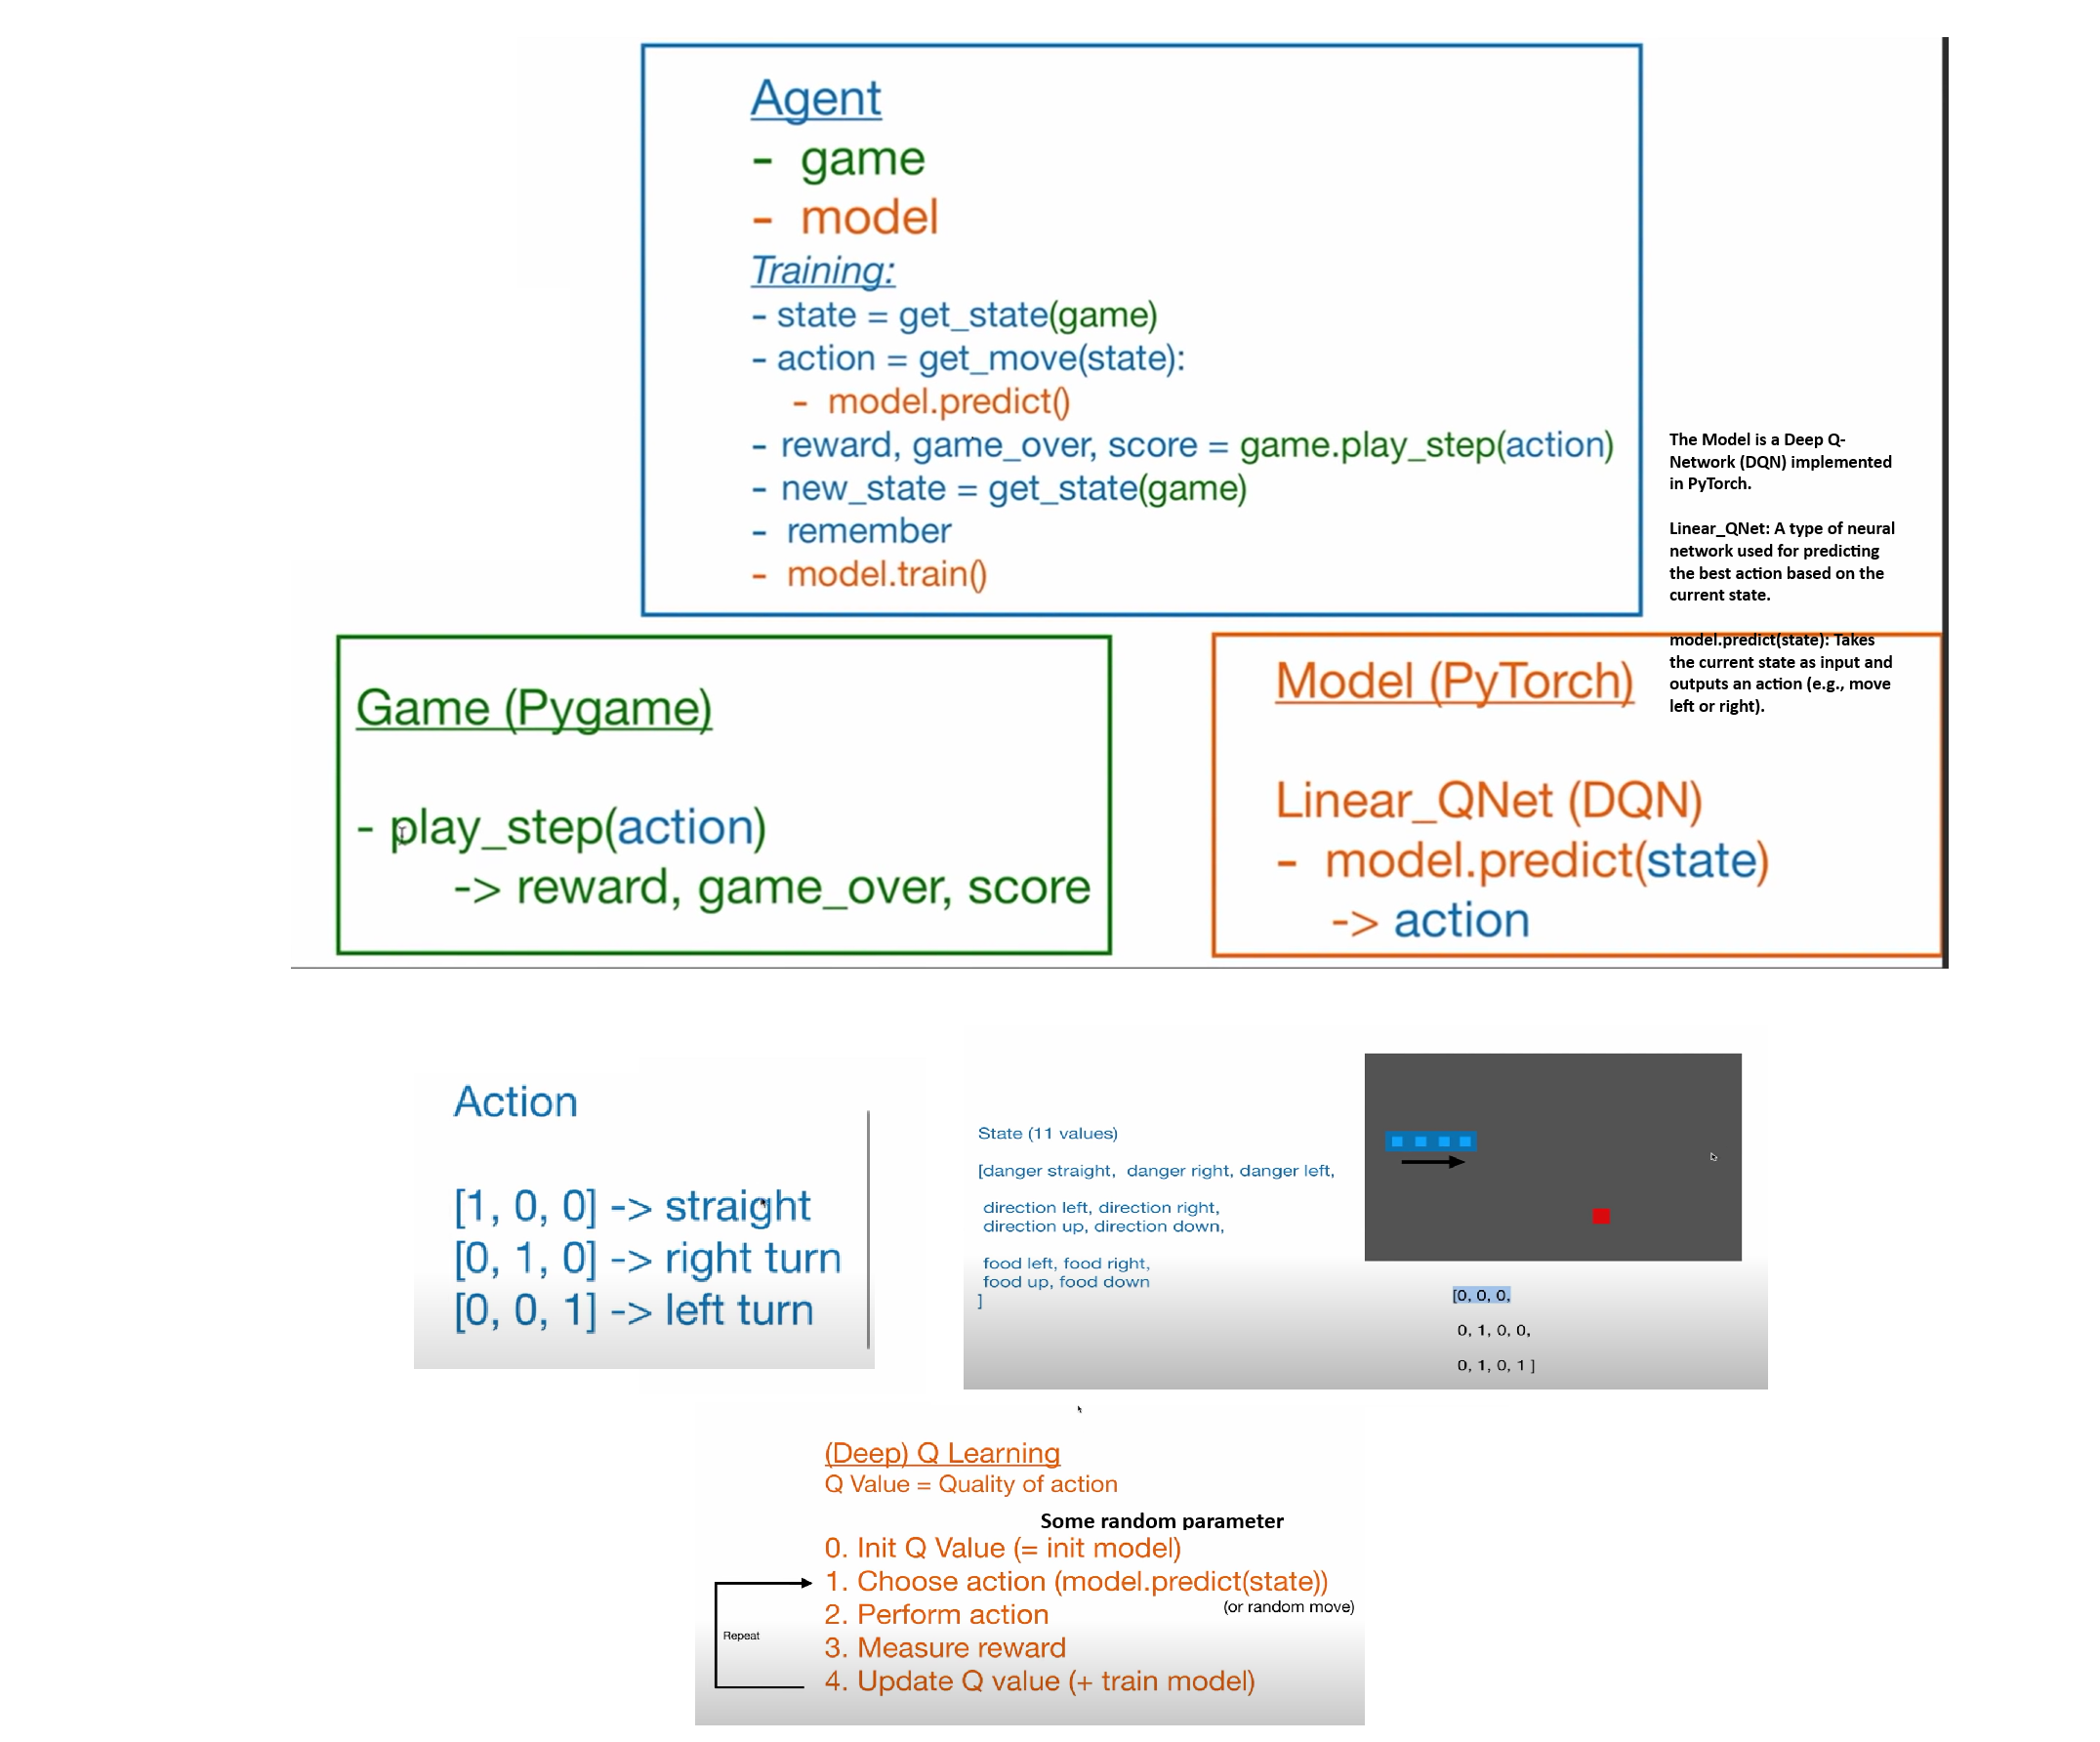 Agent
- game
- model
Training:
- state = get_state(game)
- action = get_move(state):
- model.predict()
- reward, game_over, score = game.play_step(action)
- new_state = get_state(game)
- remember
- model.train()
The Model is a Deep Q-
Network (DQN) implemented
in PyTorch.
Linear_QNet: A type of neural
network used for predicting
the best action based on the
current state.
model.predict(state): Takes
the current state as input and
outputs an action (e.g., move
left or right).
Game (Pygame)
- play_step(action)
-> reward, game_over, score
Model (PyTorch)
Linear_QNet (DQN)
- model.predict(state)
-> action
Action
[1, 0, 0] -> straight
[0, 1, 0] -> right turn
[0, 0, 1] -> left turn
State (11 values)
[danger straight, danger right, danger left,
direction left, direction right,
direction up, direction down,
food left, food right,
food up, food down
]
[0, 0, 0,
0, 1, 0, 0,
0, 1, 0, 1 ]
(Deep) Q Learning
Q Value = Quality of action
Some random parameter
0. Init Q Value (= init model)
1. Choose action (model.predict(state))
(or random move)
2. Perform action
Repeat
3. Measure reward
4. Update Q value (+ train model)